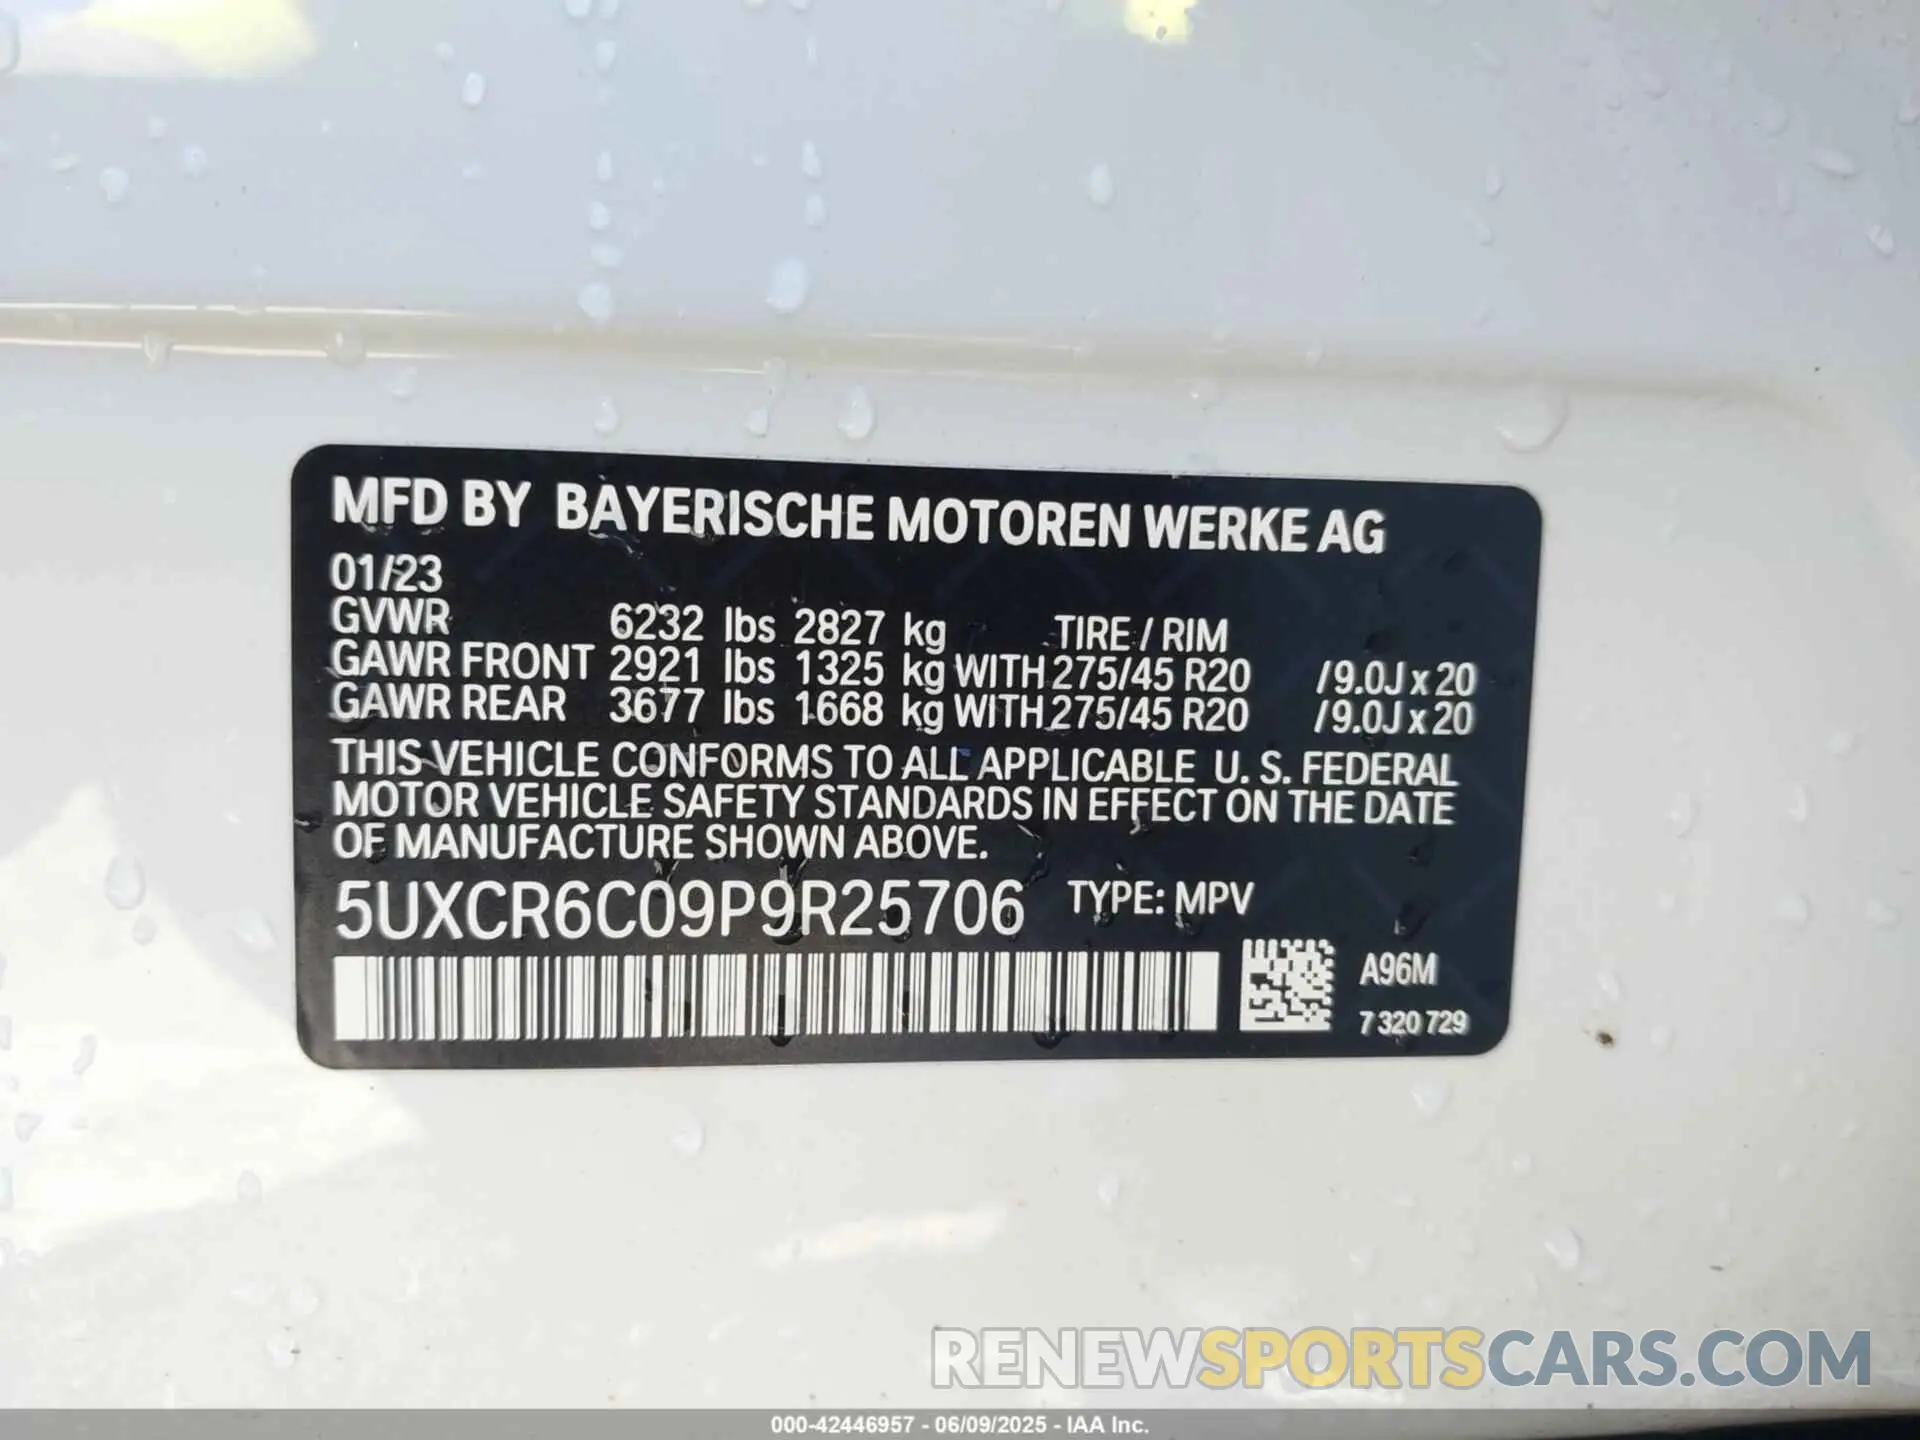 MFD BY BAYERISCHE MOTOREN WERKE AG
01/23
GVWR 6232 lbs 2827 kg TIRE / RIM
GAWR FRONT 2921 lbs 1325 kg WITH 275/45 R20 /9.0J x 20
GAWR REAR 3677 lbs 1668 kg WITH 275/45 R20 /9.0J x 20
THIS VEHICLE CONFORMS TO ALL APPLICABLE U. S. FEDERAL
MOTOR VEHICLE SAFETY STANDARDS IN EFFECT ON THE DATE
OF MANUFACTURE SHOWN ABOVE.
5UXCR6C09P9R25706 TYPE: MPV
A96M
7 320 729
RENEWSPORTSCARS.COM
000-42446957 - 06/09/2025 - IAA Inc.